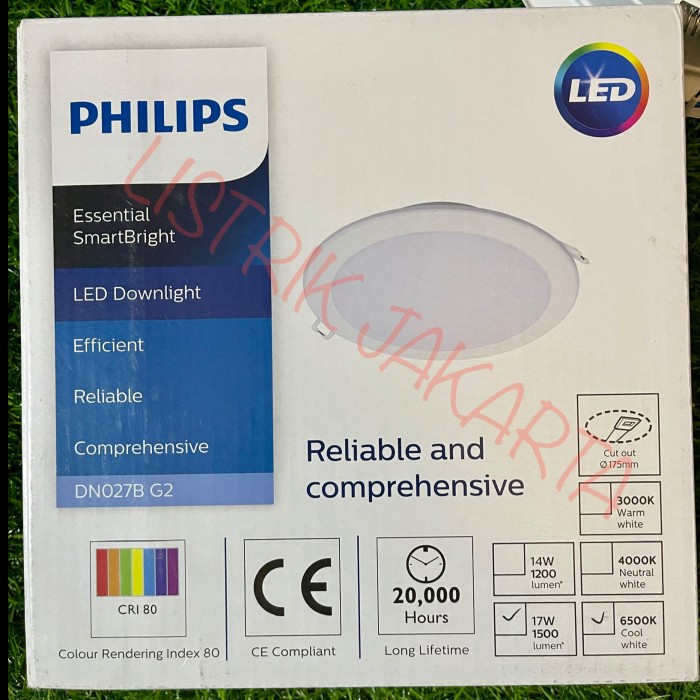 PHILIPS
LED
Essential
SmartBright
LED Downlight
Efficient
Reliable
Comprehensive
DN027B G2
LISTRIK JAKARTA
Reliable and
comprehensive
Cut out
Ø175mm
3000K
Warm
white
14W
1200
lumen*
4000K
Neutral
white
17W
1500
lumen*
6500K
Cool
white
CRI 80
Colour Rendering Index 80
CE
CE Compliant
20,000
Hours
Long Lifetime